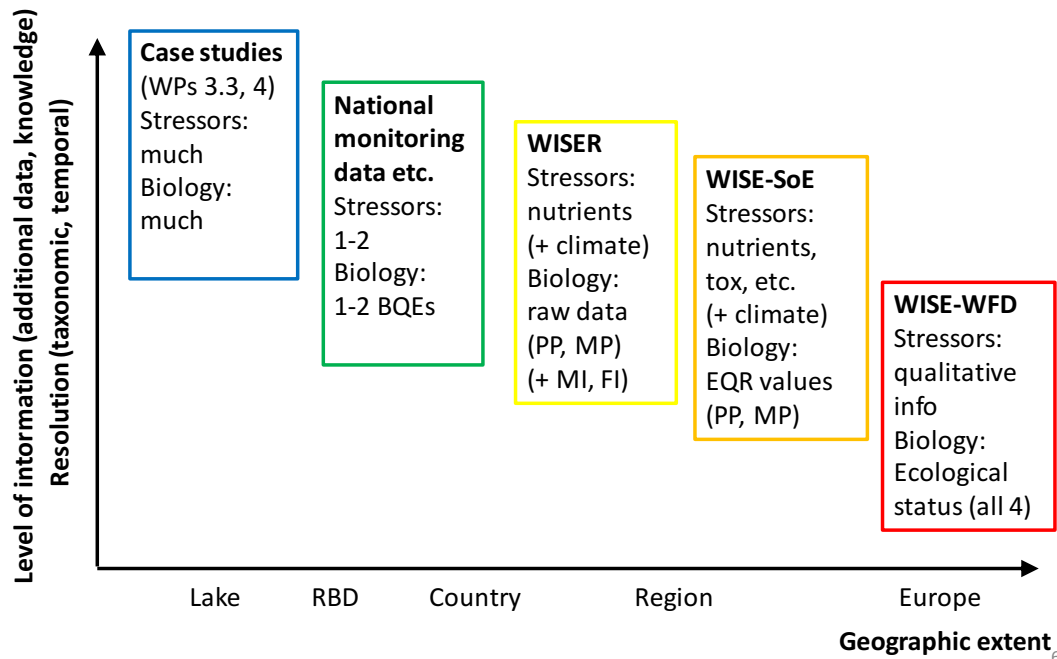 Level of intormation (additional data, knowledge)
Resolution (taxonomic, temporal)
Case studies
(WPs 3.3, 4)
Stressors:
much
Biology:
much
National
monitoring
data etc.
Stressors:
1-2
Biology:
1-2 BQEs
WISER
Stressors:
nutrients
(+ climate)
Biology:
raw data
(PP, MP)
(+ MI, FI)
WISE-SoE
Stressors:
nutrients,
tox, etc.
(+ climate)
Biology:
EQR values
(PP, MP)
WISE-WFD
Stressors:
qualitative
info
Biology:
Ecological
status (all 4)
Lake RBD Country Region Europe
Geographic extent
6